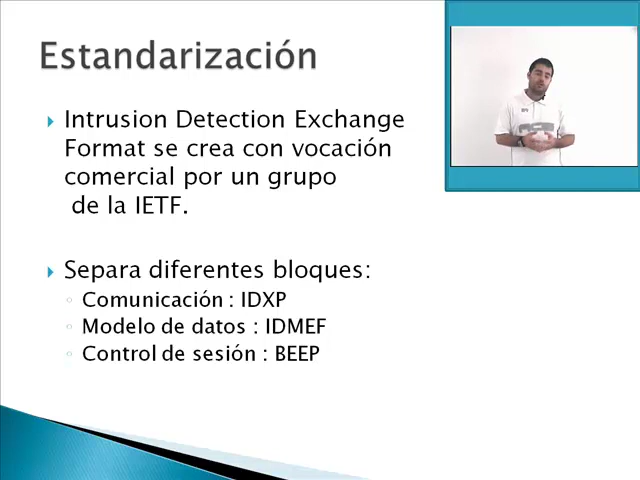 Estandarización
Intrusion Detection Exchange
Format se crea con vocación
comercial por un grupo
de la IETF.
Separa diferentes bloques:
Comunicación : IDXP
Modelo de datos : IDMEF
Control de sesión : BEEP